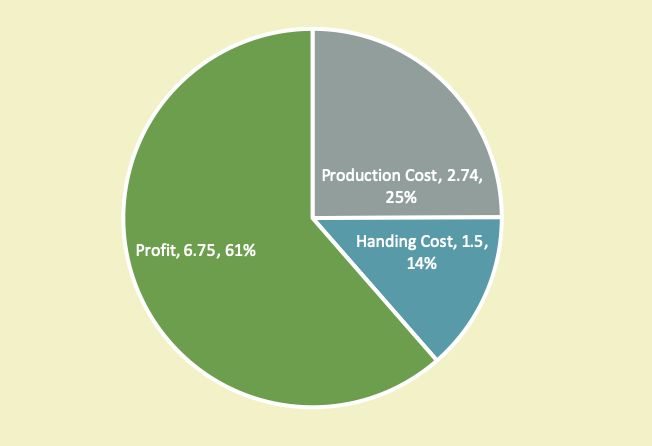 Production Cost, 2.74,
25%
Handing Cost, 1.5,
14%
Profit, 6.75, 61%